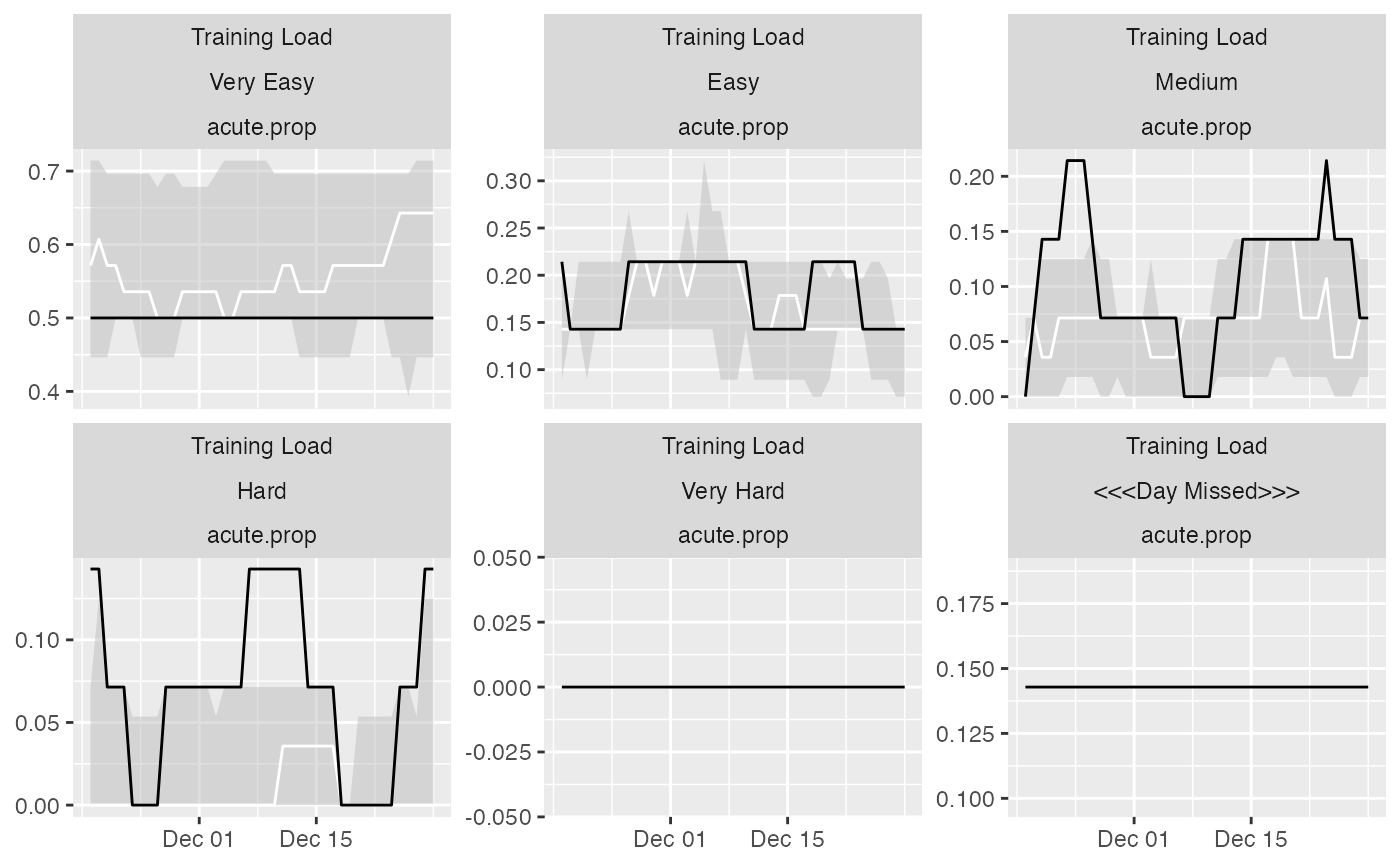 Training Load
Very Easy
acute.prop
Training Load
Easy
acute.prop
Training Load
Medium
acute.prop
0.7
0.6
0.5
0.4
0.30
0.25
0.20
0.15
0.10
0.20
0.15
0.10
0.05
0.00
Training Load
Hard
acute.prop
Training Load
Very Hard
acute.prop
Training Load
<<<Day Missed>>>
acute.prop
0.10
0.05
0.00
0.050
0.025
0.000
-0.025
-0.050
0.175
0.150
0.125
0.100
Dec 01 Dec 15
Dec 01 Dec 15
Dec 01 Dec 15